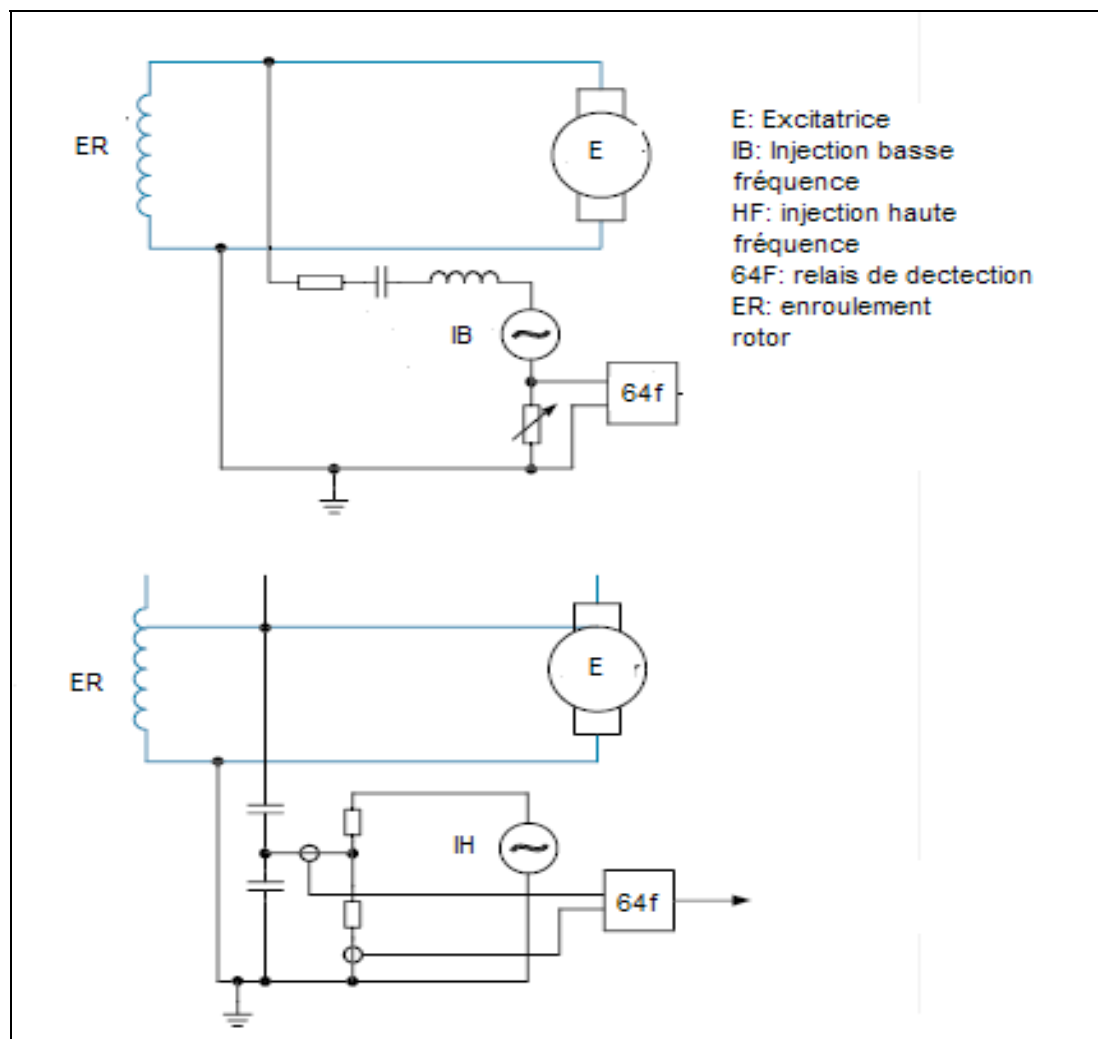 ER
E
IB
64f
E: Excitatrice
IB: Injection basse
fréquence
HF: injection haute
fréquence
64F: relais de dectection
ER: enroulement
rotor
ER
E
IH
64f